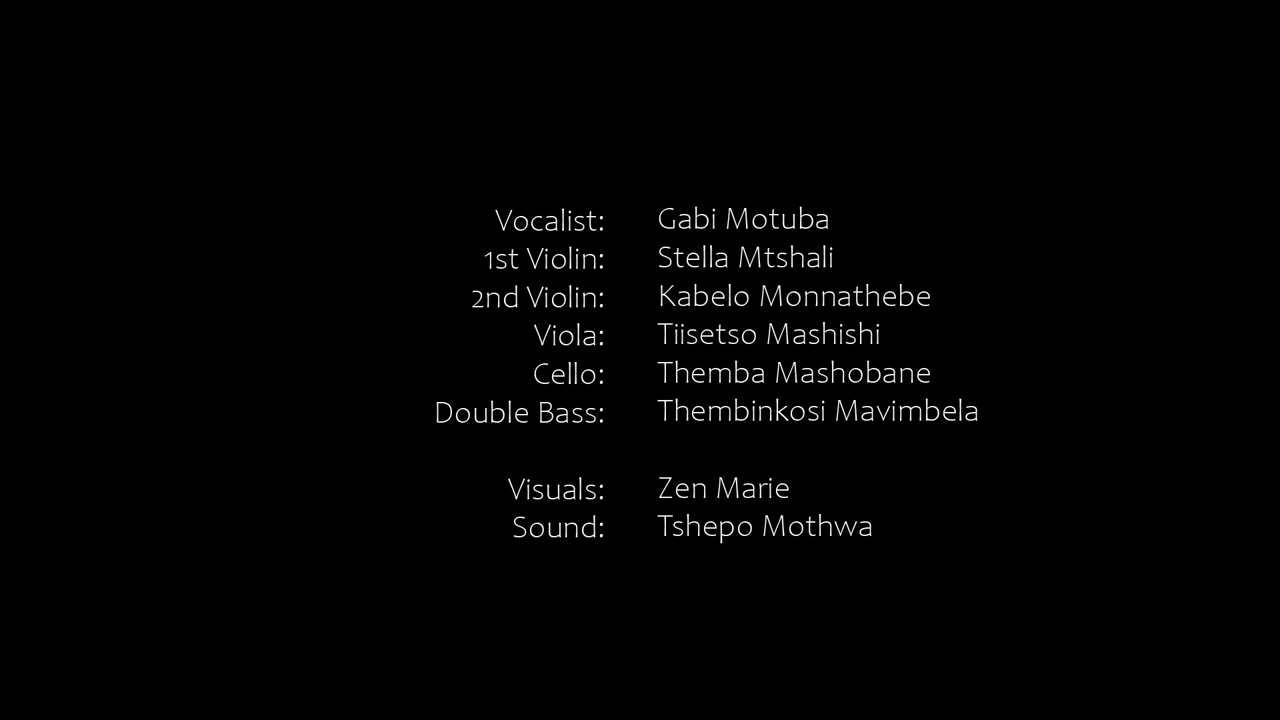 Vocalist: Gabi Motuba
1st Violin: Stella Mtshali
2nd Violin: Kabelo Monnathebe
Viola: Tiisetso Mashishi
Cello: Themba Mashobane
Double Bass: Thembinkosi Mavimbela
Visuals: Zen Marie
Sound: Tshepo Mothwa